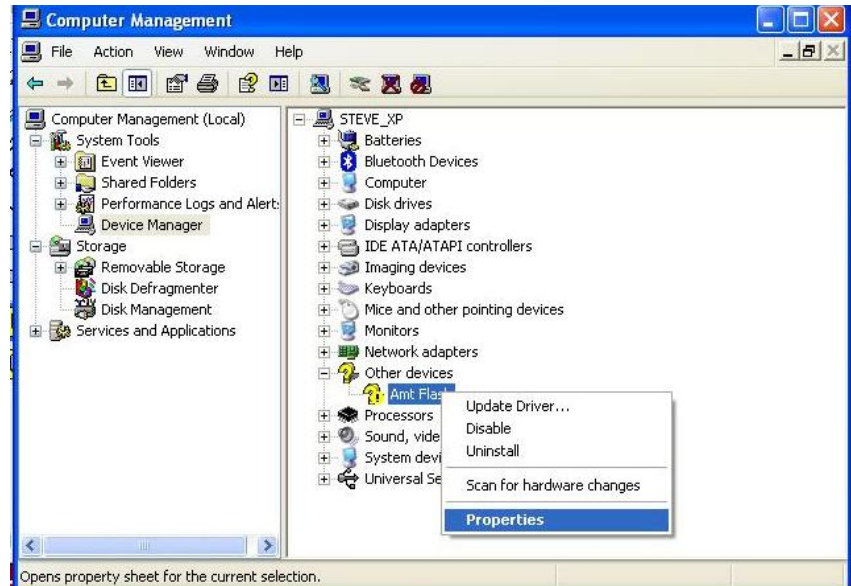 Computer Management
File Action View Window Help
Computer Management (Local)
System Tools
Event Viewer
Shared Folders
Performance Logs and Alert
Device Manager
Storage
Removable Storage
Disk Defragmenter
Disk Management
Services and Applications
STEVE_XP
Batteries
Bluetooth Devices
Computer
Disk drives
Display adapters
IDE ATA/ATAPI controllers
Imaging devices
Keyboards
Mice and other pointing devices
Monitors
Network adapters
Other devices
Amt Flas
Processors
Sound, vide
System devi
Universal Se
Update Driver...
Disable
Uninstall
Scan for hardware changes
Properties
Opens property sheet for the current selection.